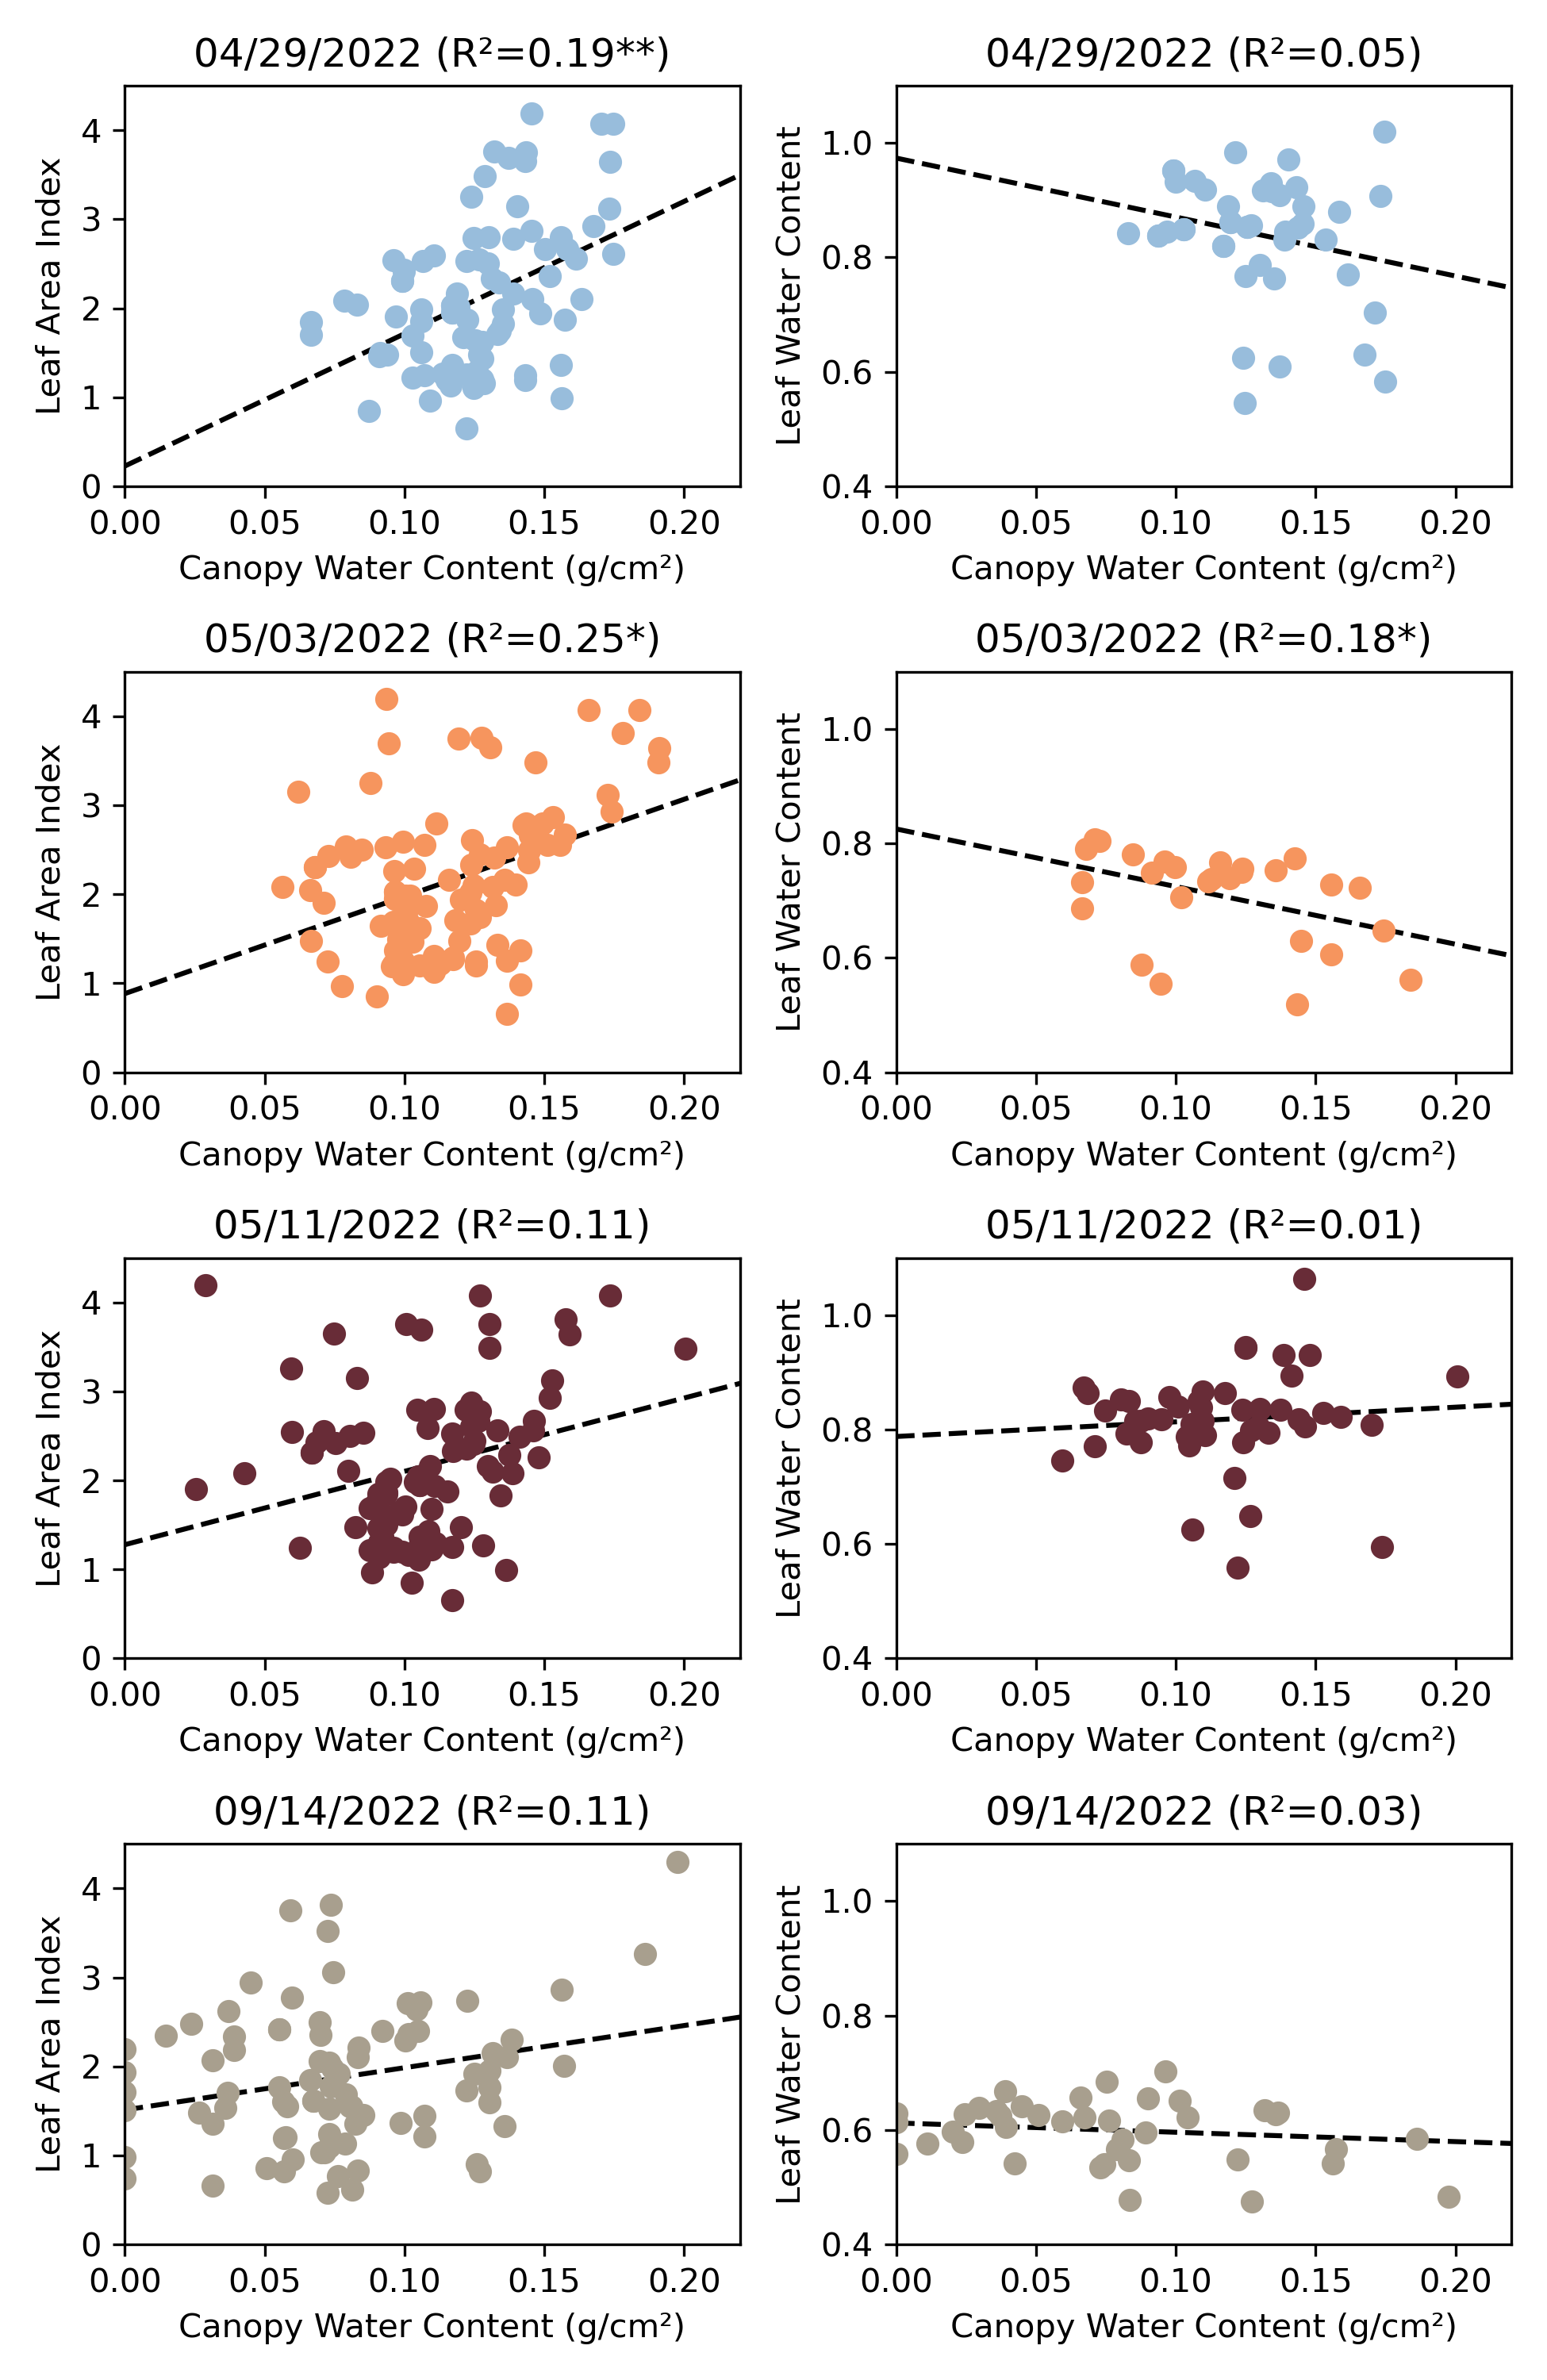 04/29/2022 (R²=0.19**)
Leaf Area Index
4
3
2
1
0
0.00 0.05 0.10 0.15 0.20
Canopy Water Content (g/cm²)
04/29/2022 (R²=0.05)
Leaf Water Content
1.0
0.8
0.6
0.4
0.00 0.05 0.10 0.15 0.20
Canopy Water Content (g/cm²)
05/03/2022 (R²=0.25*)
Leaf Area Index
4
3
2
1
0
0.00 0.05 0.10 0.15 0.20
Canopy Water Content (g/cm²)
05/03/2022 (R²=0.18*)
Leaf Water Content
1.0
0.8
0.6
0.4
0.00 0.05 0.10 0.15 0.20
Canopy Water Content (g/cm²)
05/11/2022 (R²=0.11)
Leaf Area Index
4
3
2
1
0
0.00 0.05 0.10 0.15 0.20
Canopy Water Content (g/cm²)
05/11/2022 (R²=0.01)
Leaf Water Content
1.0
0.8
0.6
0.4
0.00 0.05 0.10 0.15 0.20
Canopy Water Content (g/cm²)
09/14/2022 (R²=0.11)
Leaf Area Index
4
3
2
1
0
0.00 0.05 0.10 0.15 0.20
Canopy Water Content (g/cm²)
09/14/2022 (R²=0.03)
Leaf Water Content
1.0
0.8
0.6
0.4
0.00 0.05 0.10 0.15 0.20
Canopy Water Content (g/cm²)